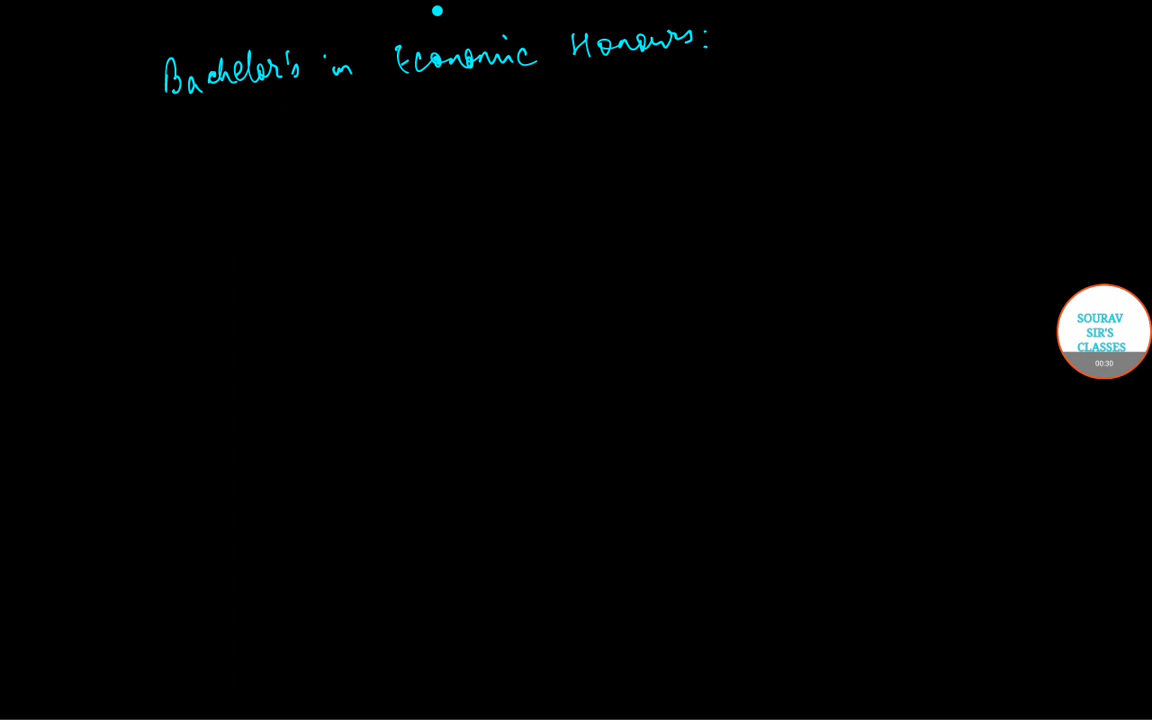 Bachelor's in Economic Honours:
SOURAV
SIR'S
CLASSES
00:30